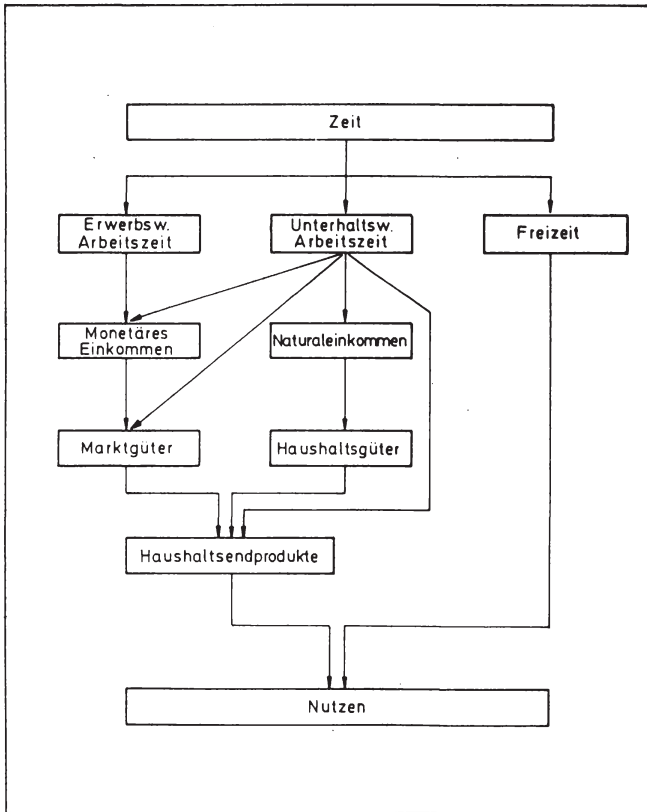 Zeit
Erwerbsw.
Arbeitszeit
Unterhaltsw.
Arbeitszeit
Freizeit
Monetäres
Einkommen
Naturaleinkommen
Marktgüter
Haushaltsgüter
Haushaltsendprodukte
Nutzen